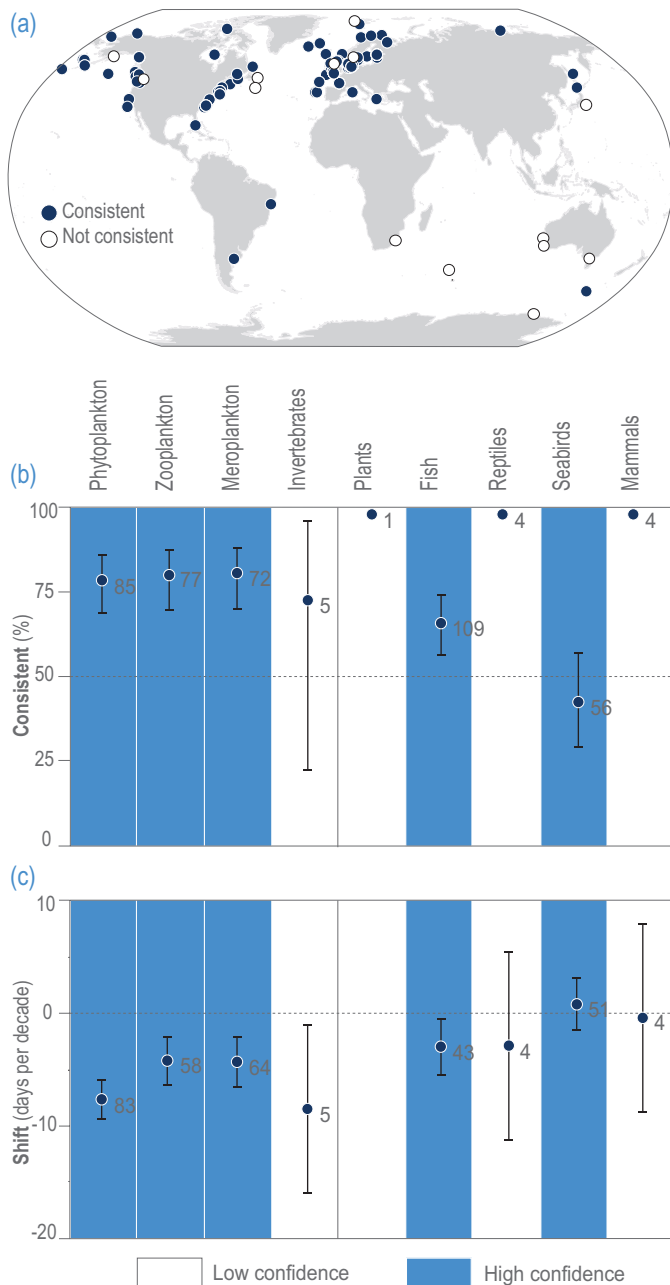 (a)
Consistent
Not consistent
Phytoplankton
Zooplankton
Meroplankton
Invertebrates
Plants
Fish
Reptiles
Seabirds
Mammals
(b)
100
75
50
25
0
Consistent (%)
85
77
72
5
1
109
4
56
4
(c)
10
0
-10
-20
Shift (days per decade)
83
58
64
5
43
4
51
4
Low confidence
High confidence